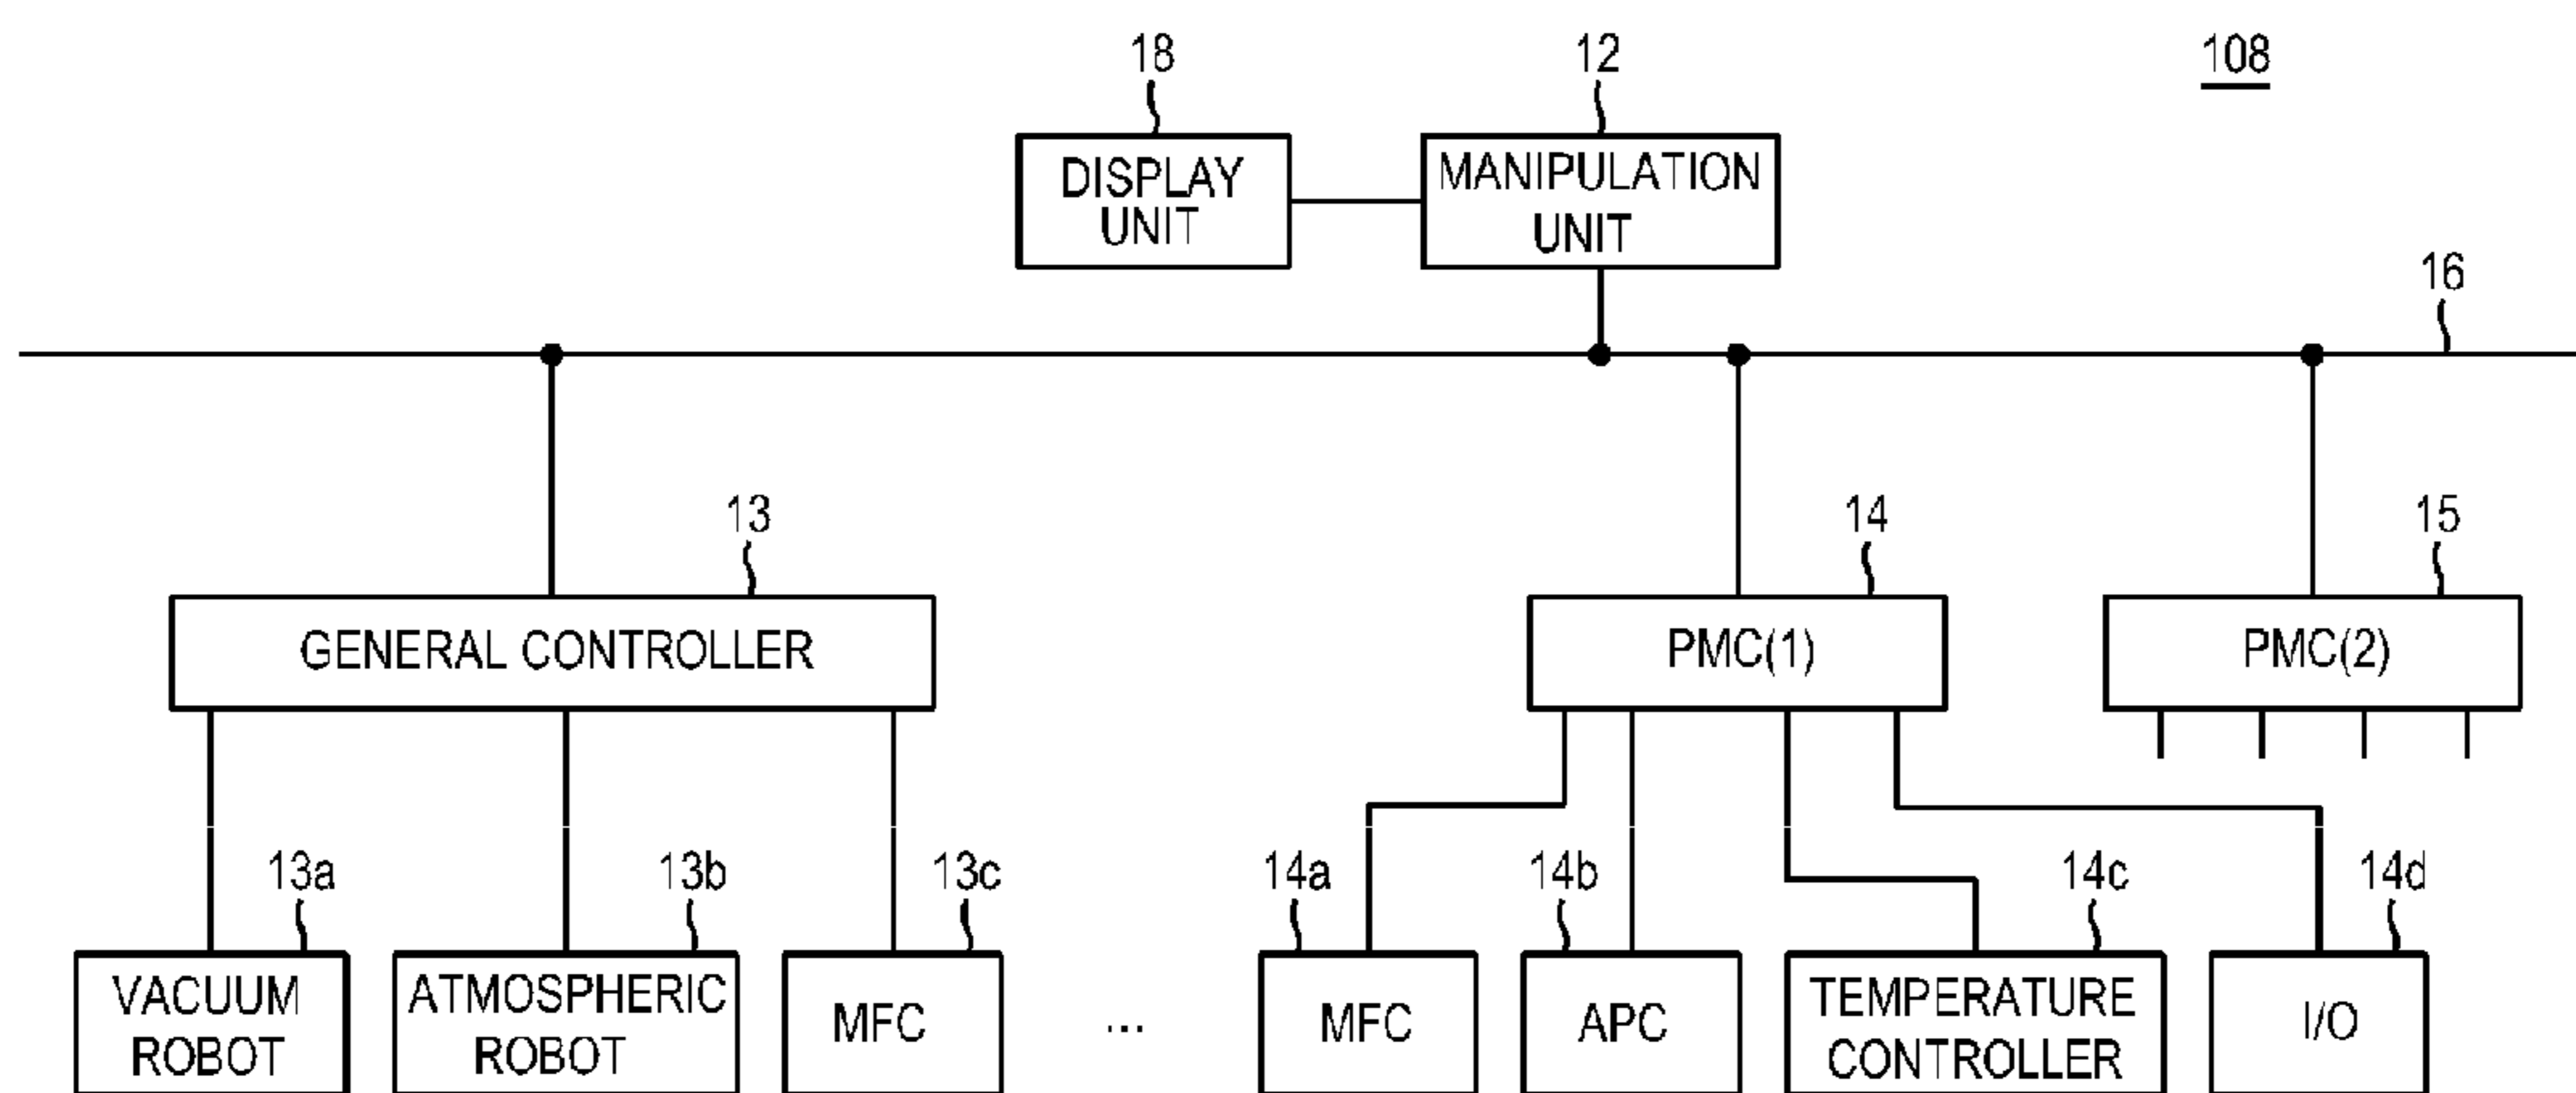 18
12
108
DISPLAY
UNIT
MANIPULATION
UNIT
16
13
14
15
GENERAL CONTROLLER
PMC(1)
PMC(2)
13a
13b
13c
14a
14b
14c
14d
VACUUM
ROBOT
ATMOSPHERIC
ROBOT
MFC
...
MFC
APC
TEMPERATURE
CONTROLLER
I/O